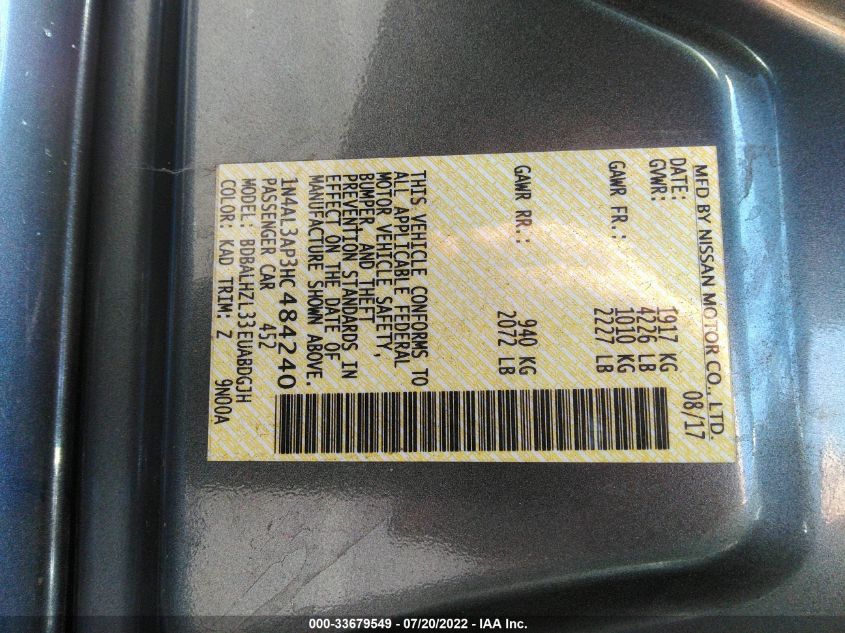 MFD BY NISSAN MOTOR CO., LTD.
DATE: 08/17
GVWR: 1917 KG
4226 LB
GAWR FR.: 1010 KG
2227 LB
GAWR RR.: 940 KG
2072 LB
THIS VEHICLE CONFORMS TO
ALL APPLICABLE FEDERAL
MOTOR VEHICLE SAFETY,
BUMPER, AND THEFT
PREVENTION STANDARDS IN
EFFECT ON THE DATE OF
MANUFACTURE SHOWN ABOVE.
1N4AL3AP3HC484240
PASSENGER CAR 452
MODEL: BDBALHZL33EUABDGJH
COLOR: KAD TRIM: Z 9N00A
000-33679549 - 07/20/2022 - IAA Inc.